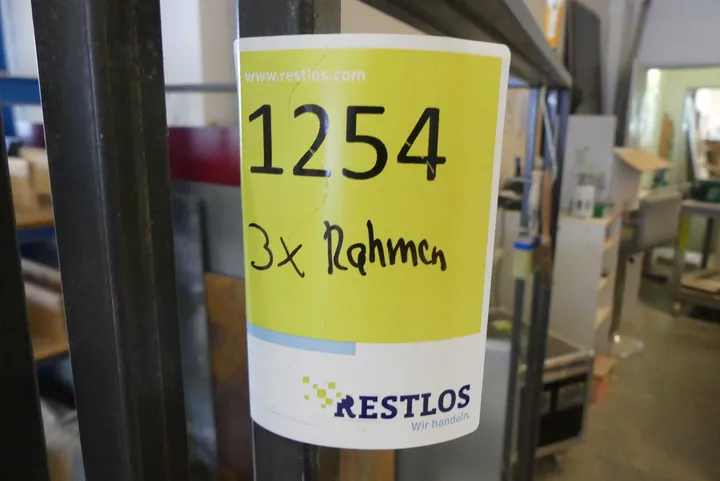 www.restlos.com
1254
3x Rahmen
RESTLOS
Wir handeln.